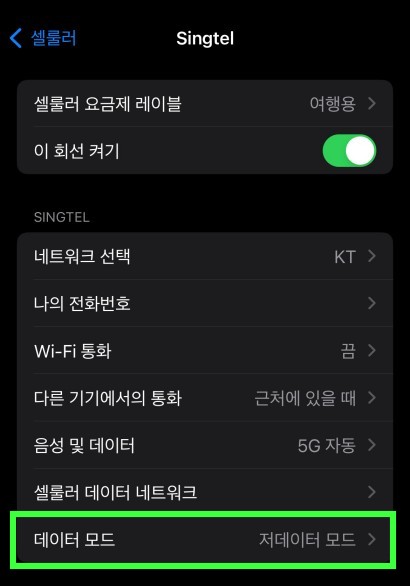 셀룰러
Singtel
셀룰러 요금제 레이블 여행용
이 회선 켜기
SINGTEL
네트워크 선택 KT
나의 전화번호
Wi-Fi 통화 끔
다른 기기에서의 통화 근처에 있을 때
음성 및 데이터 5G 자동
셀룰러 데이터 네트워크
데이터 모드 저데이터 모드